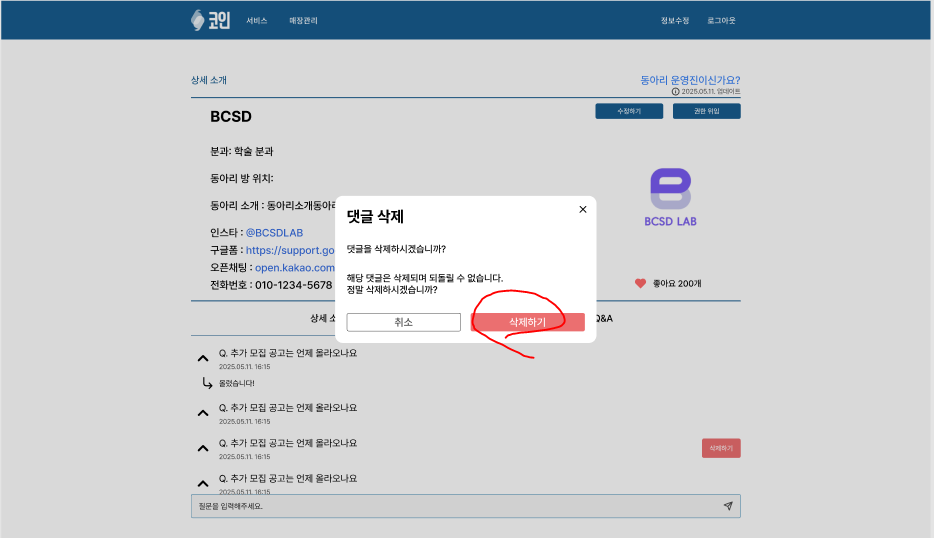 코인 서비스 매장관리 정보수정 로그아웃
상세 소개 동아리 운영진이신가요?
2025.05.11. 업데이트
BCSD
수정하기 권한 위임
분과: 학술 분과
동아리 방 위치:
동아리 소개 : 동아리소개동아리
인스타 : @BCSDLAB
구글폼 : https://support.go
오픈채팅 : open.kakao.com
전화번호 : 010-1234-5678
BCSD LAB
좋아요 200개
댓글 삭제
댓글을 삭제하시겠습니까?
해당 댓글은 삭제되며 되돌릴 수 없습니다.
정말 삭제하시겠습니까?
취소 삭제하기
상세 소 Q&A
Q. 추가 모집 공고는 언제 올라오나요
2025.05.11. 16:15
올렸습니다!
Q. 추가 모집 공고는 언제 올라오나요
2025.05.11. 16:15
Q. 추가 모집 공고는 언제 올라오나요
2025.05.11. 16:15
삭제하기
Q. 추가 모집 공고는 언제 올라오나요
2025.05.11. 16:15
질문을 입력해주세요.